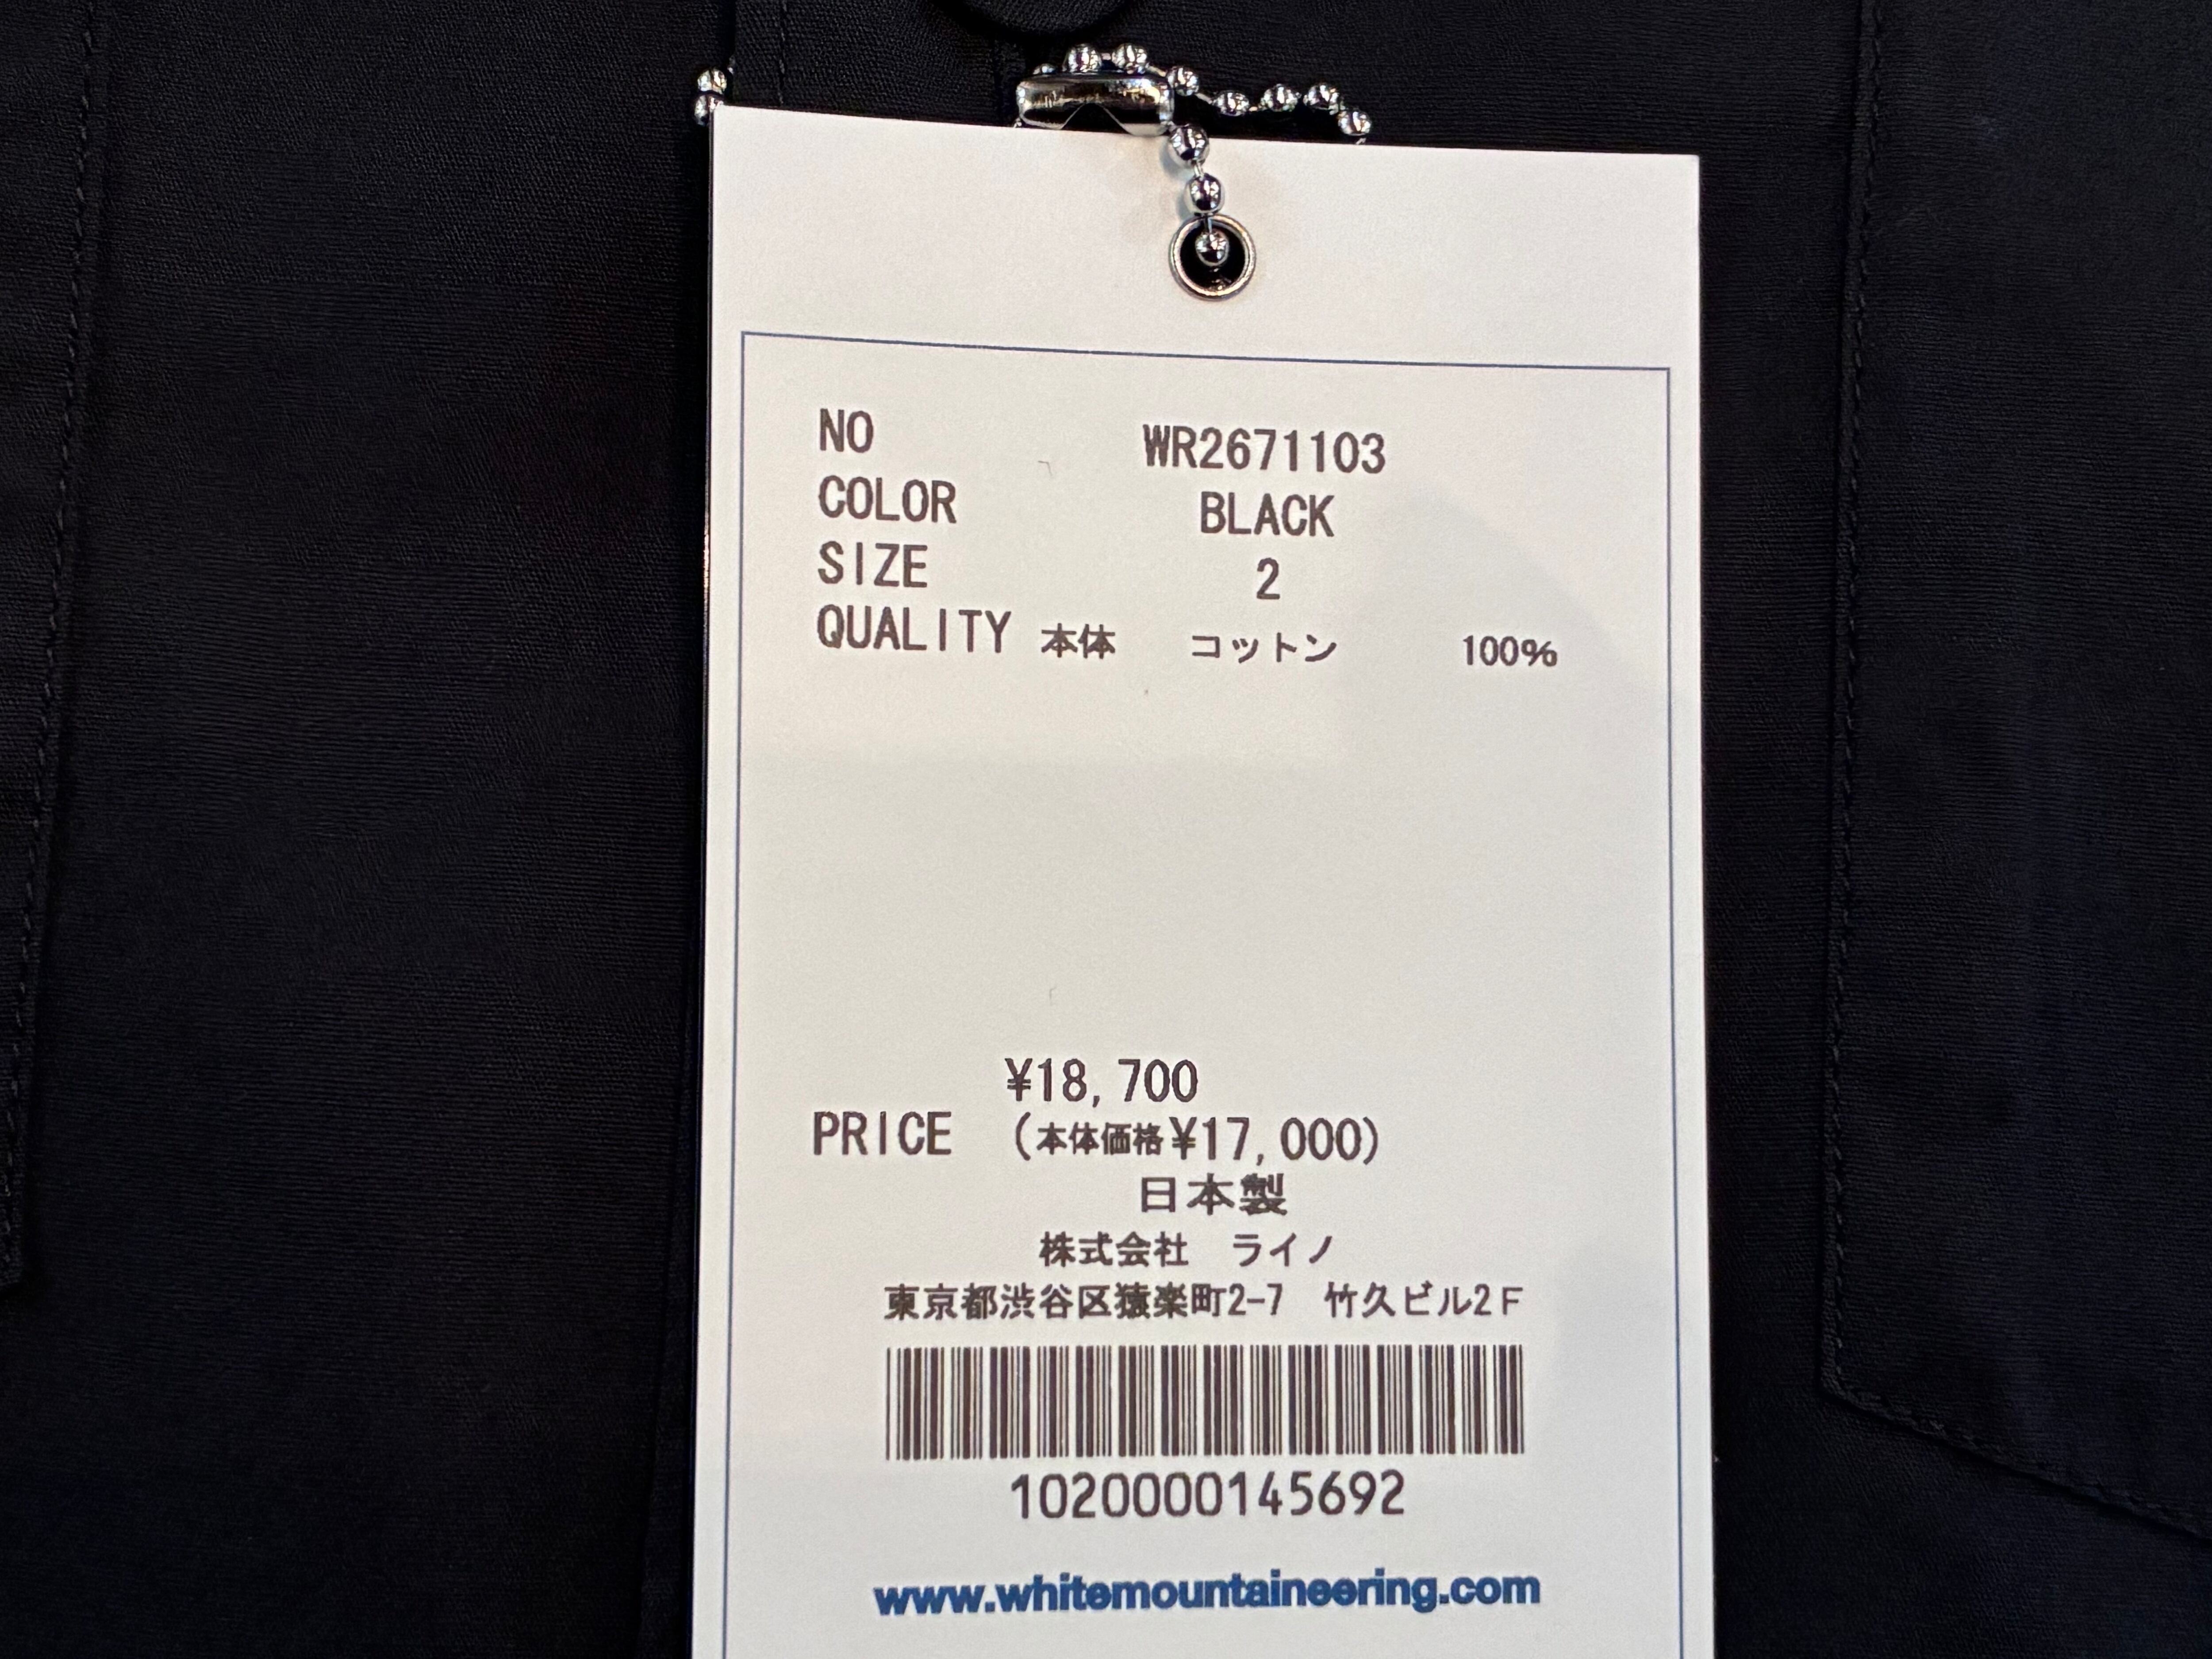 NO WR2671103
COLOR BLACK
SIZE 2
QUALITY 本体 コットン 100%
¥18,700
PRICE (本体価格¥17,000)
日本製
株式会社 ライノ
東京都渋谷区猿楽町2-7 竹久ビル2F
1020000145692
www.whitemountaineering.com